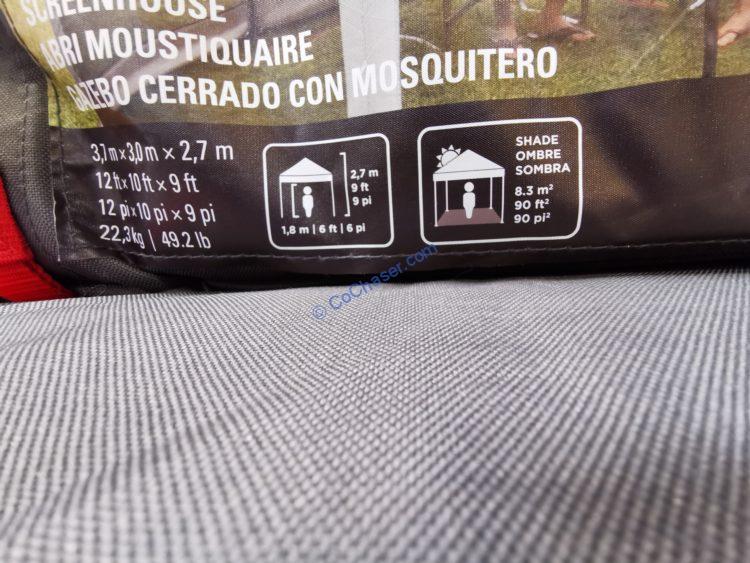 SCREENHOUSE
ABRI MOUSTIQUAIRE
GAZEBO CERRADO CON MOSQUITERO
3,7 m x 3,0 m x 2,7 m
12 ft x 10 ft x 9 ft
12 pi x 10 pi x 9 pi
22,3 kg | 49.2 lb
2,7 m
9 ft
9 pi
1,8 m | 6 ft | 6 pi
SHADE
OMBRE
SOMBRA
8.3 m²
90 ft²
90 pi²
© CoChaser.com